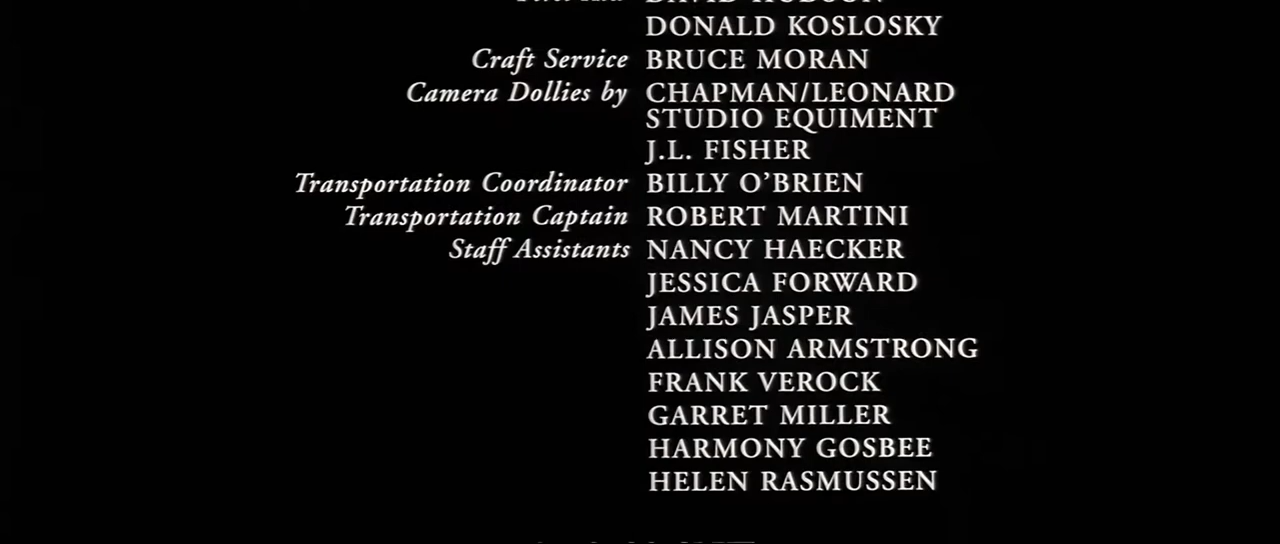 DAVID HUDSON
DONALD KOSLOSKY
Craft Service BRUCE MORAN
Camera Dollies by CHAPMAN/LEONARD
STUDIO EQUIMENT
J.L. FISHER
Transportation Coordinator BILLY O'BRIEN
Transportation Captain ROBERT MARTINI
Staff Assistants NANCY HAECKER
JESSICA FORWARD
JAMES JASPER
ALLISON ARMSTRONG
FRANK VEROCK
GARRET MILLER
HARMONY GOSBEE
HELEN RASMUSSEN